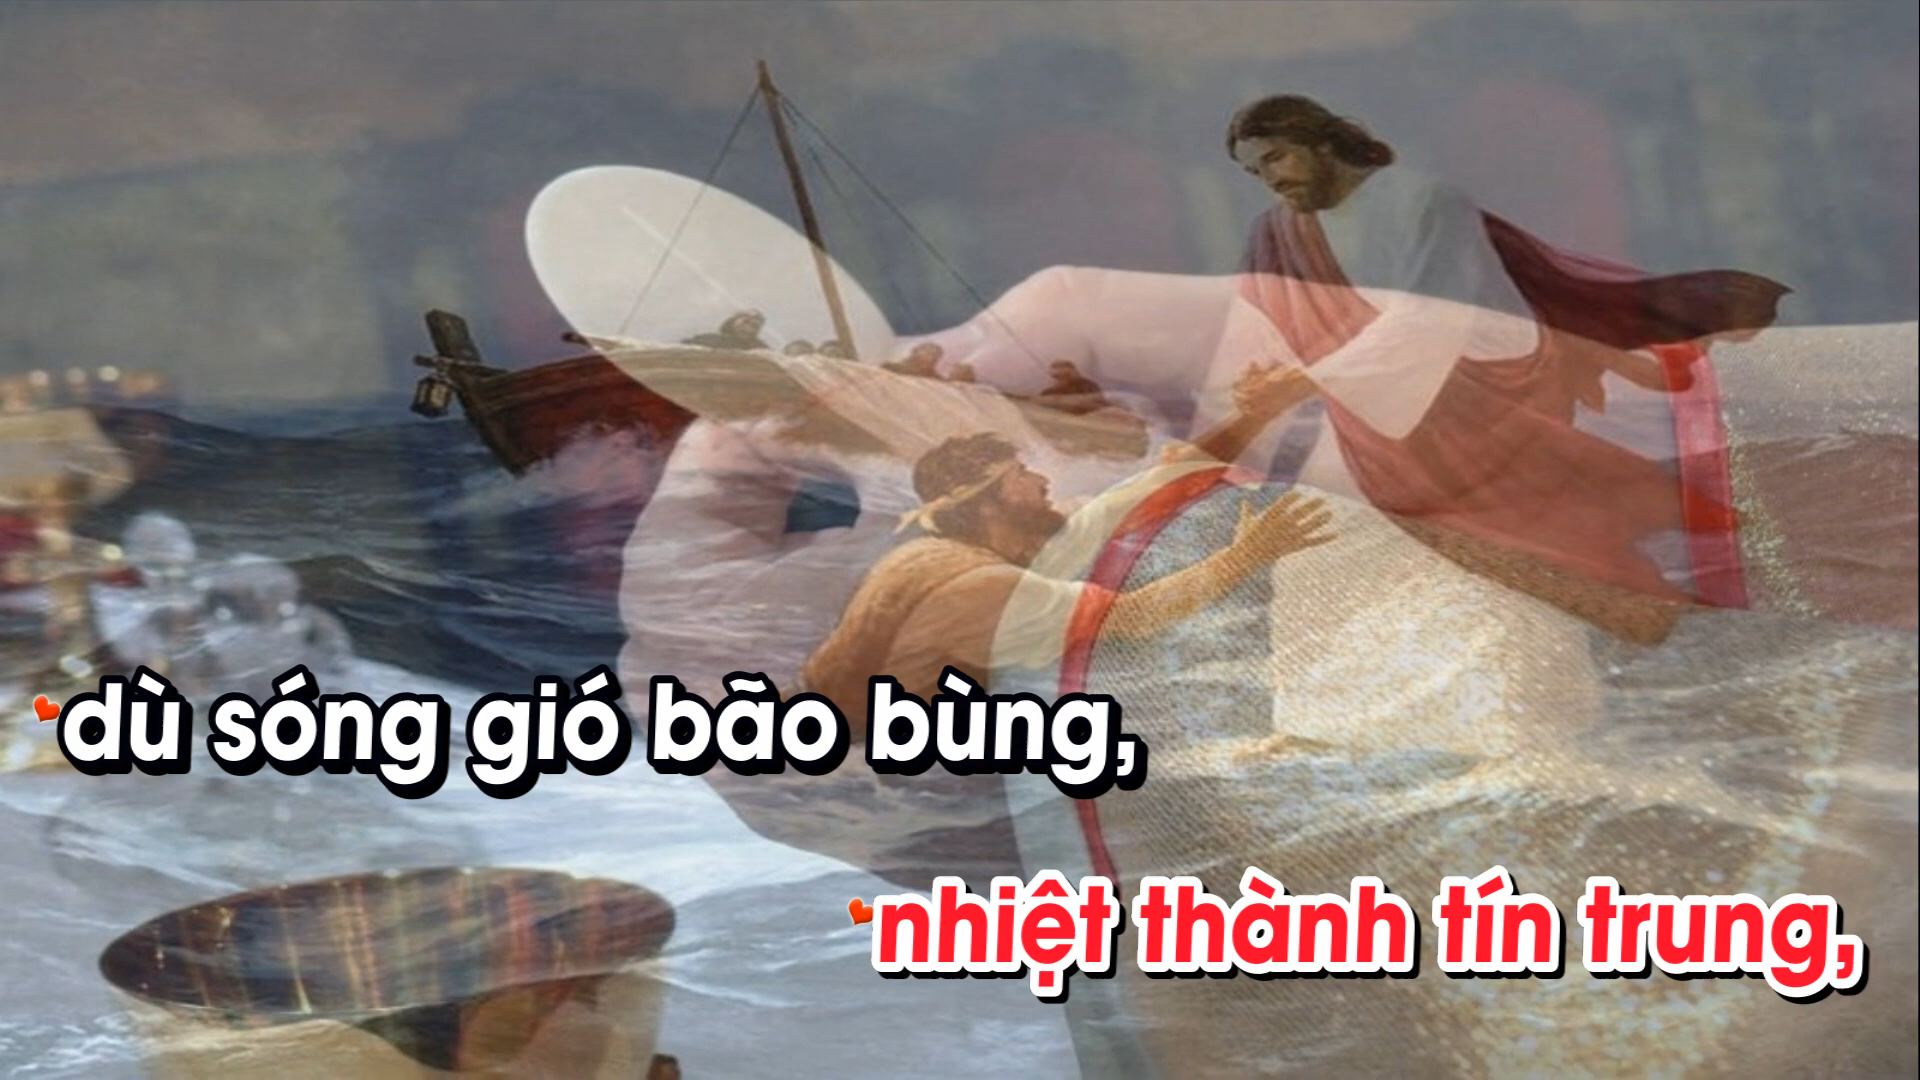 dù sóng gió bão bùng,
nhiệt thành tín trung,